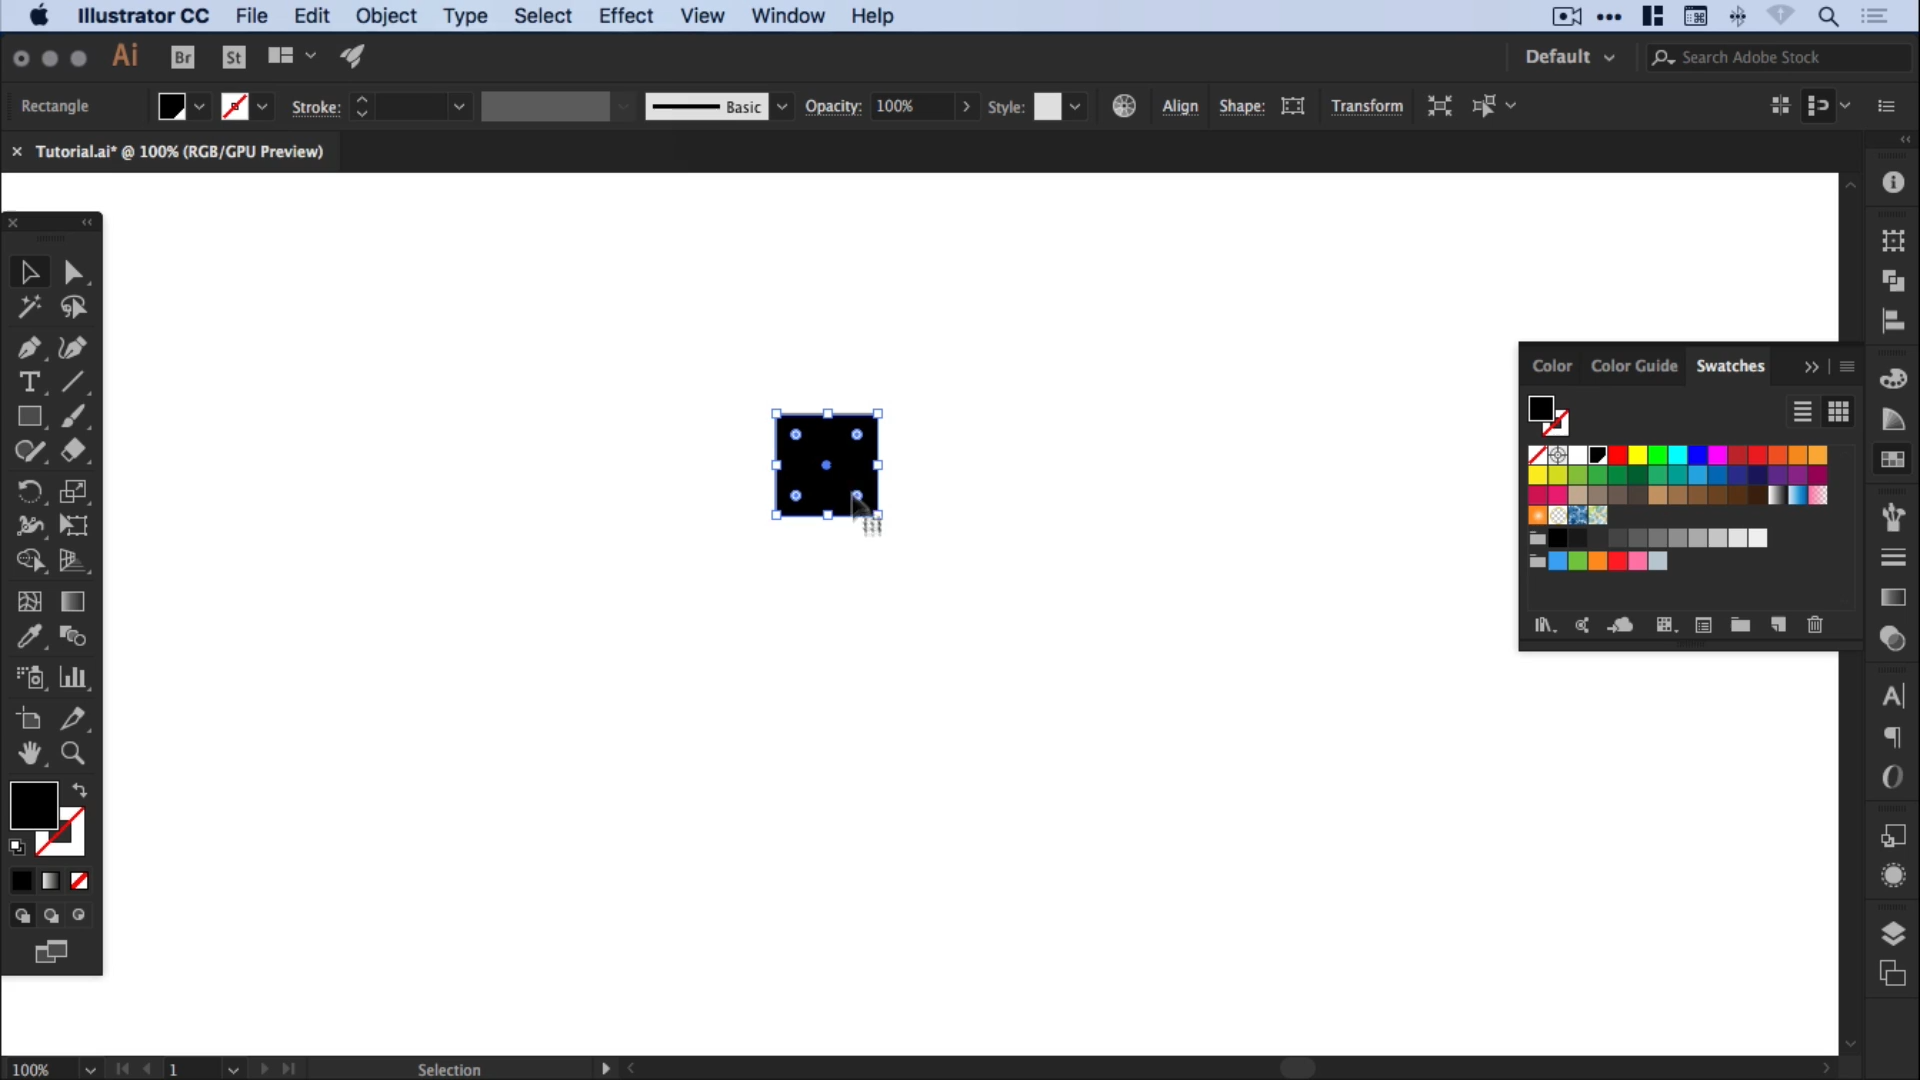 Illustrator CC File Edit Object Type Select Effect View Window Help
Ai Br St Default Search Adobe Stock
Rectangle Stroke: Basic Opacity: 100% Style: Align Shape: Transform
Tutorial.ai* @ 100% (RGB/GPU Preview)
Color Color Guide Swatches
100% 1 Selection